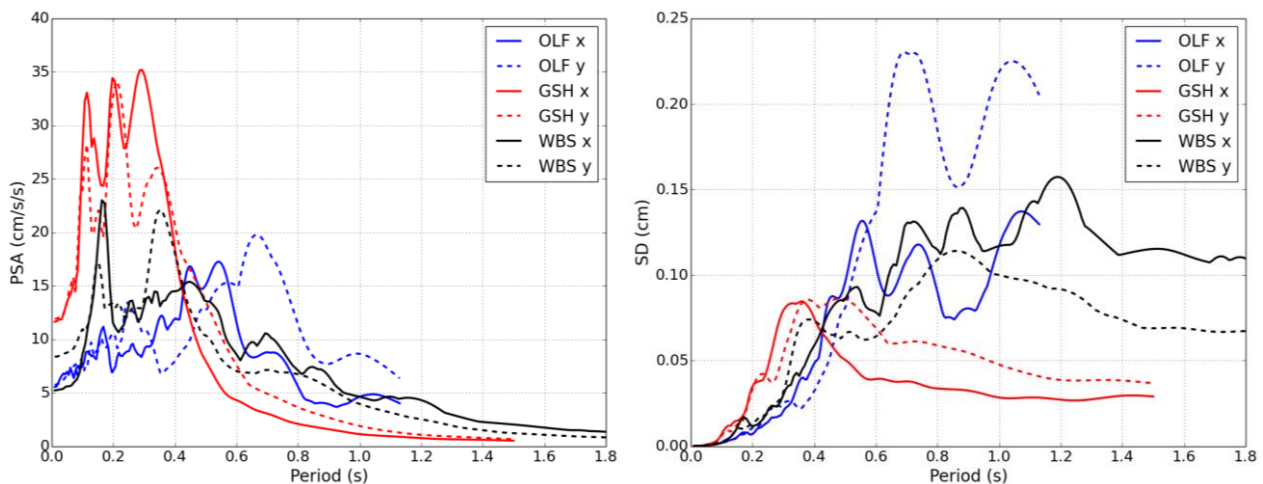 40
35
30
25
20
15
10
5
0
PSA (cm/s/s)
0.0 0.2 0.4 0.6 0.8 1.0 1.2 1.4 1.6 1.8
Period (s)
OLF x
OLF y
GSH x
GSH y
WBS x
WBS y
0.25
0.20
0.15
0.10
0.05
0.00
SD (cm)
0.0 0.2 0.4 0.6 0.8 1.0 1.2 1.4 1.6 1.8
Period (s)
OLF x
OLF y
GSH x
GSH y
WBS x
WBS y